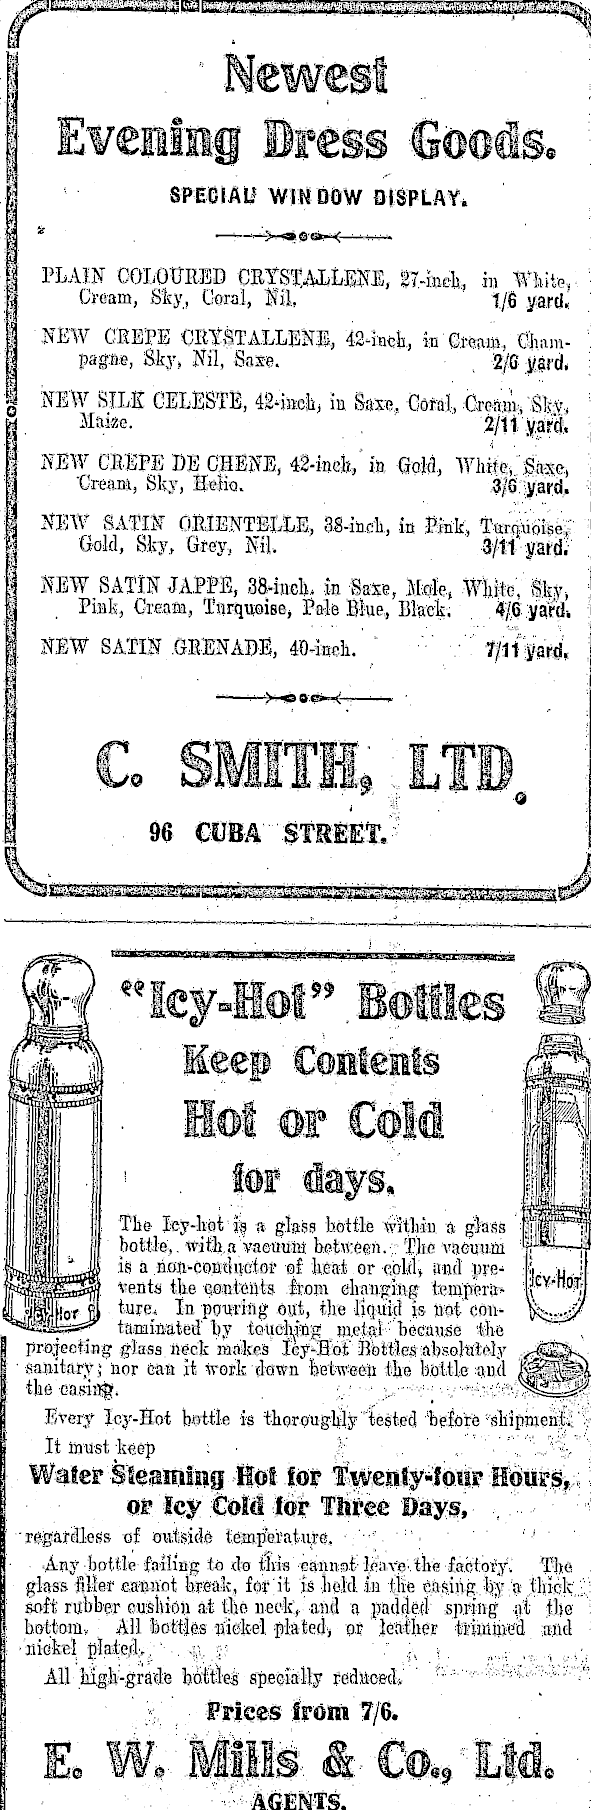 Newest
Evening Dress Goods.
SPECIAL WINDOW DISPLAY.
PLAIN COLOURED CRYSTALLENE, 27-inch, in White,
Cream, Sky, Coral, Nil. 1/6 yard.
NEW CREPE CRYSTALLENE, 42-inch, in Cream, Cham-
pagne, Sky, Nil, Saxe. 2/6 yard.
NEW SILK CELESTE, 42-inch, in Saxe, Coral, Cream, Sky,
Maize. 2/11 yard.
NEW CREPE DE CHENE, 42-inch, in Gold, White, Saxe,
Cream, Sky, Helio. 3/6 yard.
NEW SATIN ORIENTELLE, 38-inch, in Pink, Turquoise,
Gold, Sky, Grey, Nil. 3/11 yard.
NEW SATIN JAPPE, 38-inch, in Saxe, Mole, White, Sky,
Pink, Cream, Turquoise, Pale Blue, Black. 4/6 yard.
NEW SATIN GRENADE, 40-inch. 7/11 yard.
C. SMITH, LTD.
96 CUBA STREET.
"Icy-Hot" Bottles
Keep Contents
Hot or Cold
for days.
The Icy-hot is a glass bottle within a glass
bottle, with a vacuum between. The vacuum
is a non-conductor of heat or cold, and pre-
vents the contents from changing tempera-
ture. In pouring out, the liquid is not con-
taminated by touching metal because the
projecting glass neck makes Icy-Hot Bottles absolutely
sanitary; nor can it work down between the bottle and
the casing.
Icy Hot
Icy-Hot
Every Icy-Hot bottle is thoroughly tested before shipment.
It must keep
Water Steaming Hot for Twenty-four Hours,
or Icy Cold for Three Days,
regardless of outside temperature.
Any bottle failing to do this cannot leave the factory. The
glass filler cannot break, for it is held in the casing by a thick
soft rubber cushion at the neck, and a padded spring at the
bottom. All bottles nickel plated, or leather trimmed and
nickel plated.
All high-grade bottles specially reduced.
Prices from 7/6.
E. W. Mills & Co., Ltd.
AGENTS.